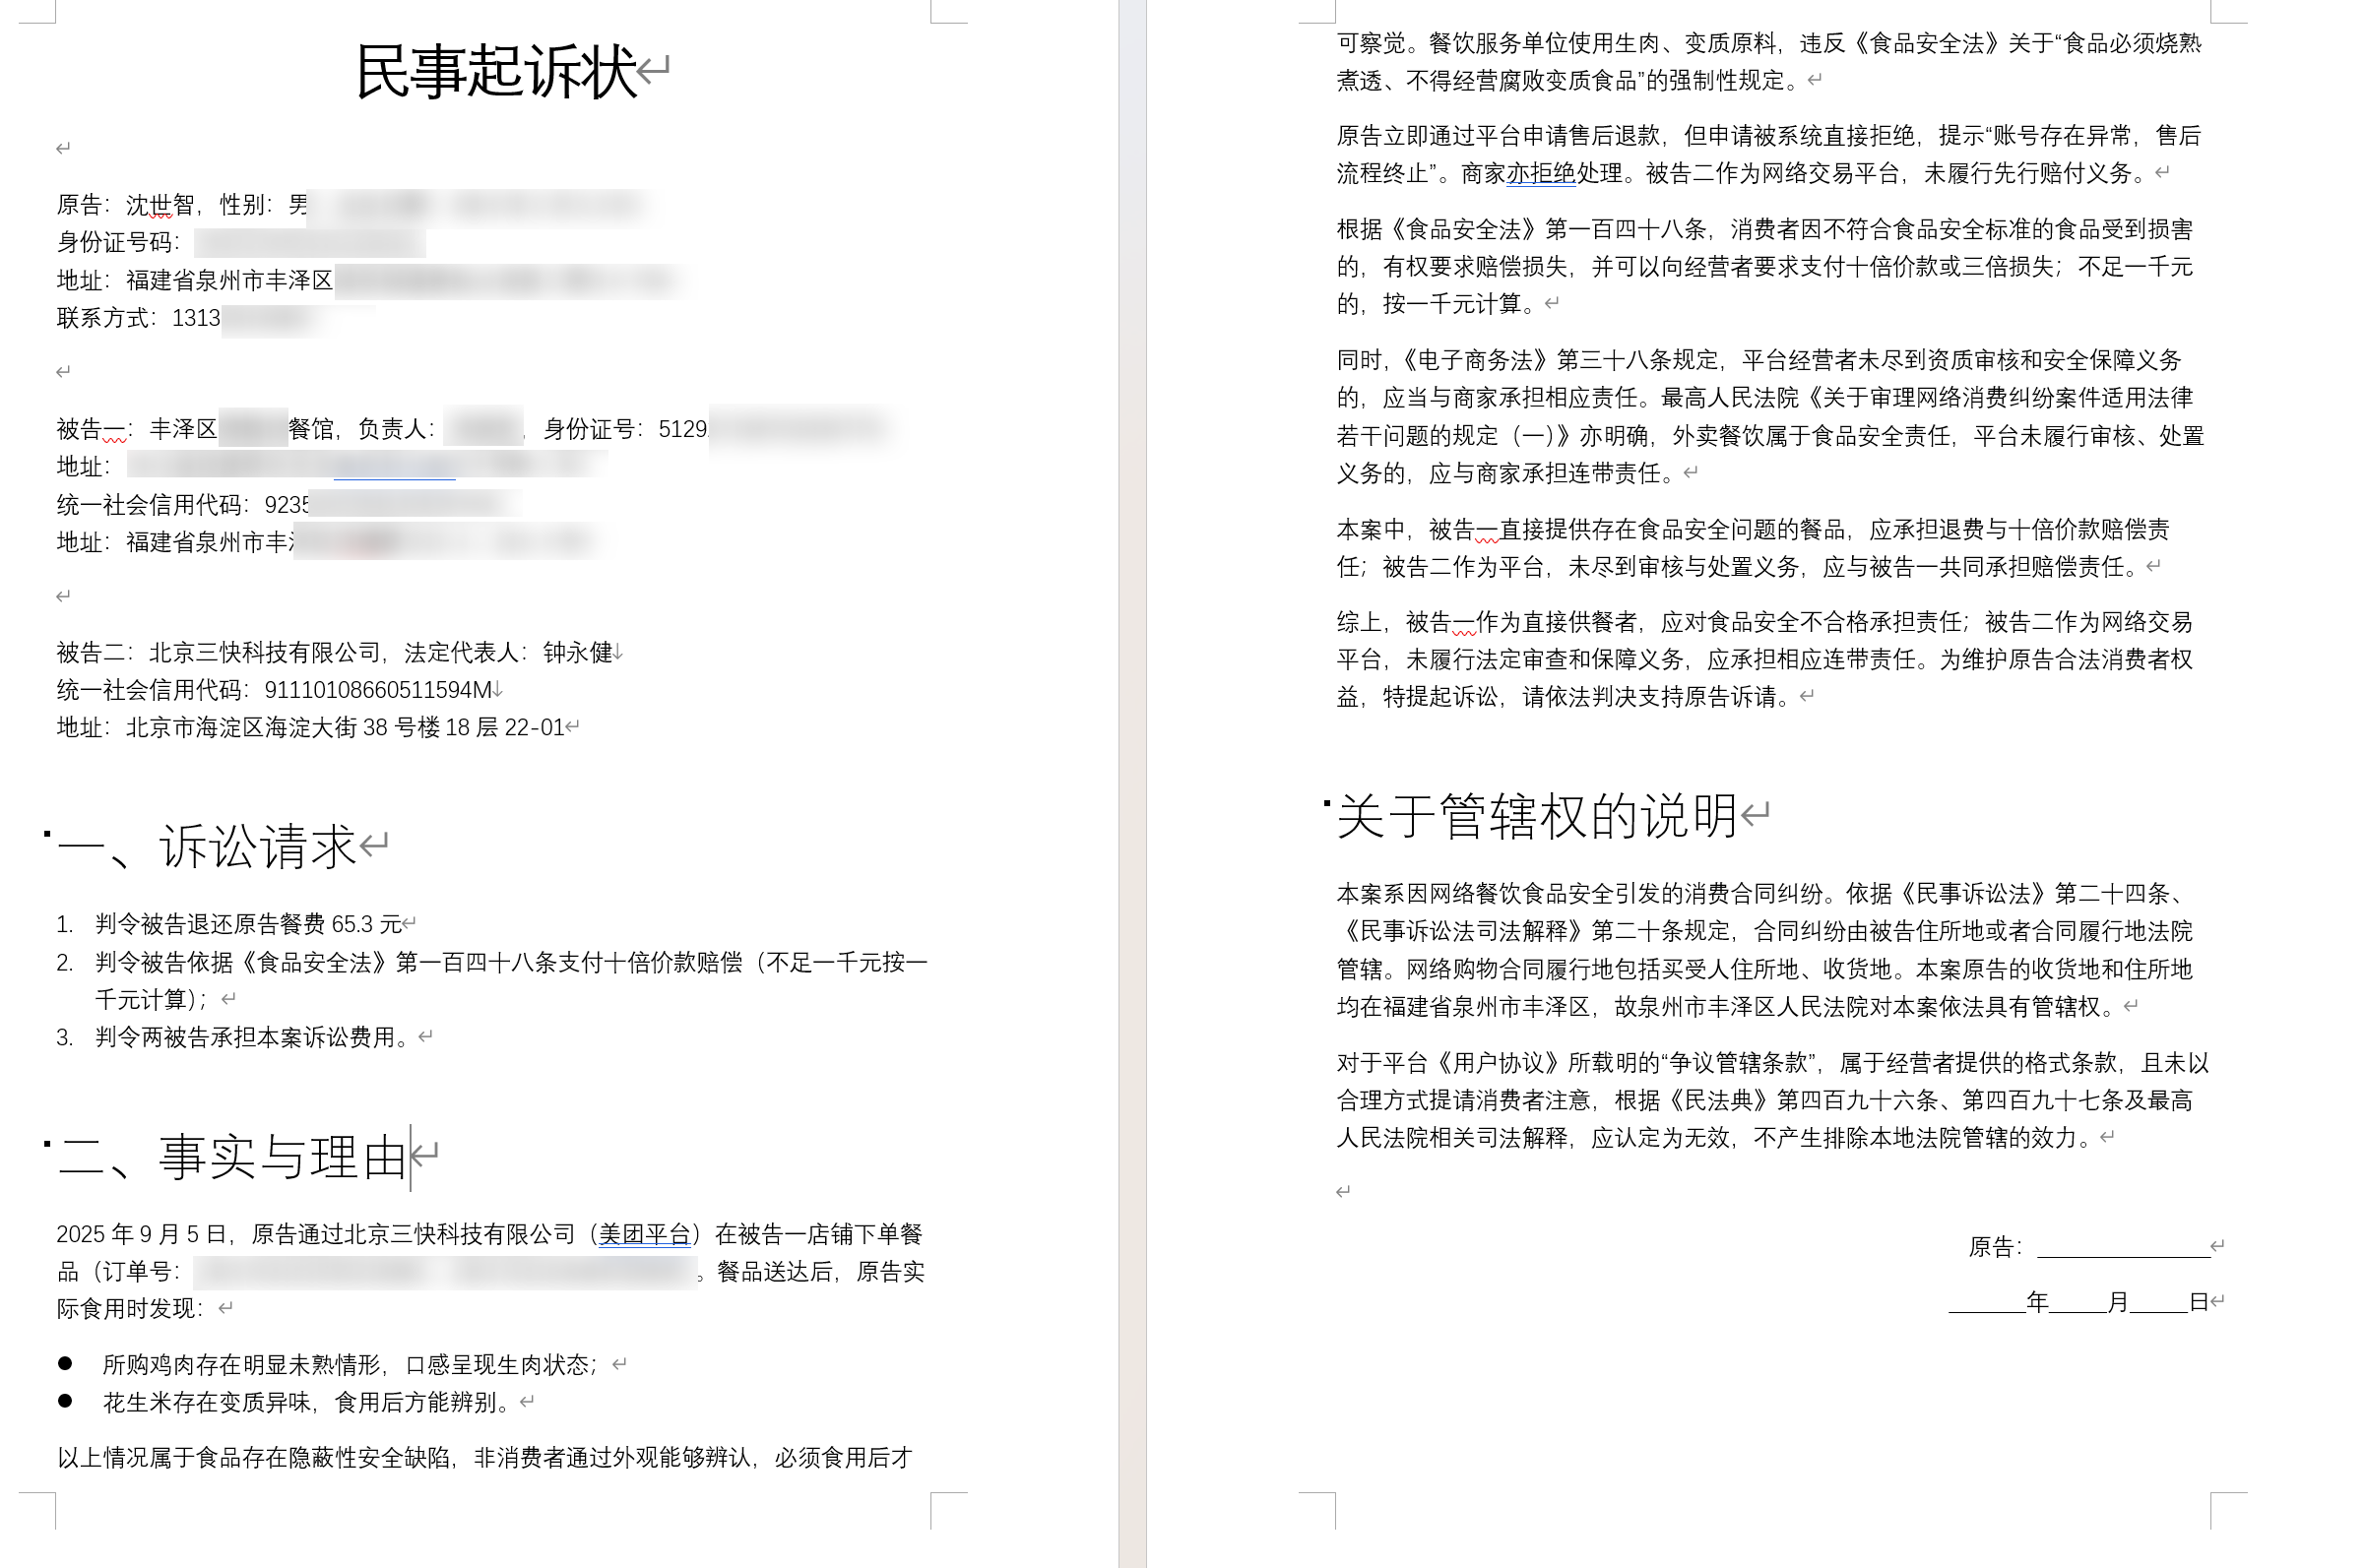 民事起诉状
原告：沈世智，性别：男
身份证号码：
地址：福建省泉州市丰泽区
联系方式：1313
被告一：丰泽区 餐馆，负责人： ，身份证号：5129
地址：
统一社会信用代码：9235
地址：福建省泉州市丰
被告二：北京三快科技有限公司，法定代表人：钟永健
统一社会信用代码：91110108660511594M
地址：北京市海淀区海淀大街 38 号楼 18 层 22-01
一、诉讼请求
1. 判令被告退还原告餐费 65.3 元
2. 判令被告依据《食品安全法》第一百四十八条支付十倍价款赔偿（不足一千元按一
千元计算）；
3. 判令两被告承担本案诉讼费用。
二、事实与理由
2025 年 9 月 5 日，原告通过北京三快科技有限公司（美团平台）在被告一店铺下单餐
品（订单号： 。餐品送达后，原告实
际食用时发现：
● 所购鸡肉存在明显未熟情形，口感呈现生肉状态；
● 花生米存在变质异味，食用后方能辨别。
以上情况属于食品存在隐蔽性安全缺陷，非消费者通过外观能够辨认，必须食用后才
可察觉。餐饮服务单位使用生肉、变质原料，违反《食品安全法》关于“食品必须烧熟
煮透、不得经营腐败变质食品”的强制性规定。
原告立即通过平台申请售后退款，但申请被系统直接拒绝，提示“账号存在异常，售后
流程终止”。商家亦拒绝处理。被告二作为网络交易平台，未履行先行赔付义务。
根据《食品安全法》第一百四十八条，消费者因不符合食品安全标准的食品受到损害
的，有权要求赔偿损失，并可以向经营者要求支付十倍价款或三倍损失；不足一千元
的，按一千元计算。
同时，《电子商务法》第三十八条规定，平台经营者未尽到资质审核和安全保障义务
的，应当与商家承担相应责任。最高人民法院《关于审理网络消费纠纷案件适用法律
若干问题的规定（一）》亦明确，外卖餐饮属于食品安全责任，平台未履行审核、处置
义务的，应与商家承担连带责任。
本案中，被告一直接提供存在食品安全问题的餐品，应承担退费与十倍价款赔偿责
任；被告二作为平台，未尽到审核与处置义务，应与被告一共同承担赔偿责任。
综上，被告一作为直接供餐者，应对食品安全不合格承担责任；被告二作为网络交易
平台，未履行法定审查和保障义务，应承担相应连带责任。为维护原告合法消费者权
益，特提起诉讼，请依法判决支持原告诉请。
关于管辖权的说明
本案系因网络餐饮食品安全引发的消费合同纠纷。依据《民事诉讼法》第二十四条、
《民事诉讼法司法解释》第二十条规定，合同纠纷由被告住所地或者合同履行地法院
管辖。网络购物合同履行地包括买受人住所地、收货地。本案原告的收货地和住所地
均在福建省泉州市丰泽区，故泉州市丰泽区人民法院对本案依法具有管辖权。
对于平台《用户协议》所载明的“争议管辖条款”，属于经营者提供的格式条款，且未以
合理方式提请消费者注意，根据《民法典》第四百九十六条、第四百九十七条及最高
人民法院相关司法解释，应认定为无效，不产生排除本地法院管辖的效力。
原告：
年 月 日